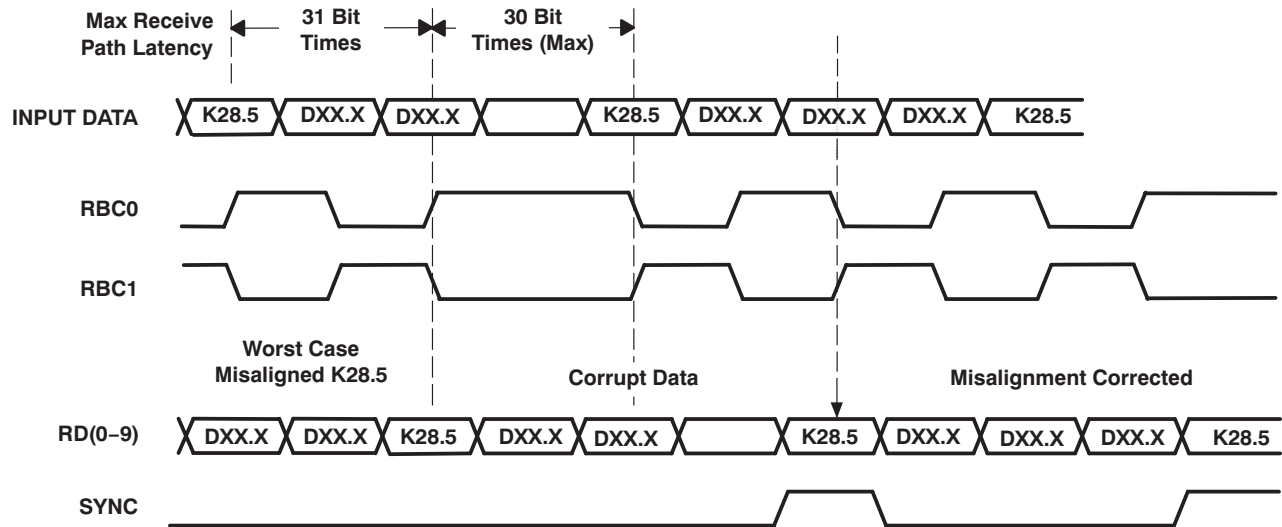 Max Receive
Path Latency
31 Bit
Times
30 Bit
Times (Max)
INPUT DATA
K28.5 DXX.X DXX.X K28.5 DXX.X DXX.X DXX.X K28.5
RBC0
RBC1
Worst Case
Misaligned K28.5
Corrupt Data
Misalignment Corrected
RD(0−9)
DXX.X DXX.X K28.5 DXX.X DXX.X K28.5 DXX.X DXX.X DXX.X K28.5
SYNC